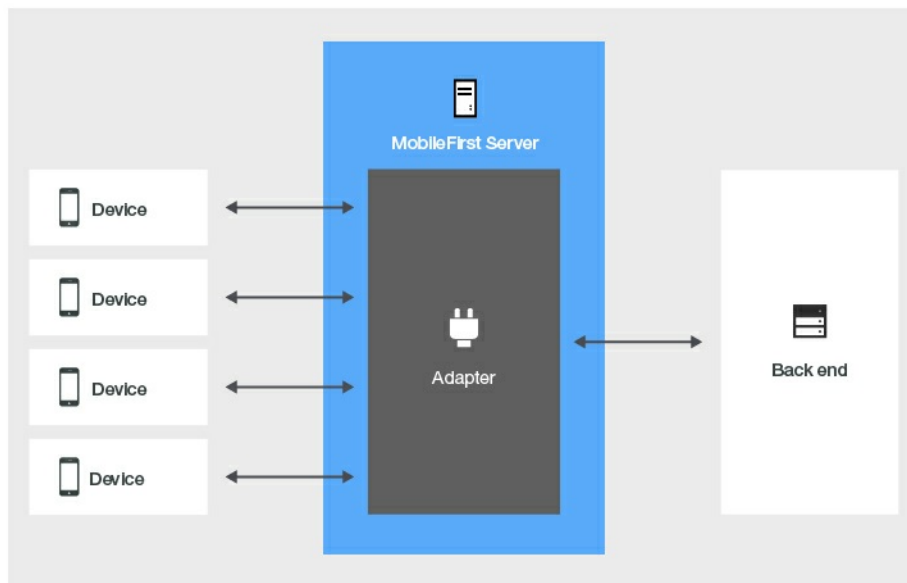 MobileFirst Server
Device
Device
Device
Device
Adapter
Back end